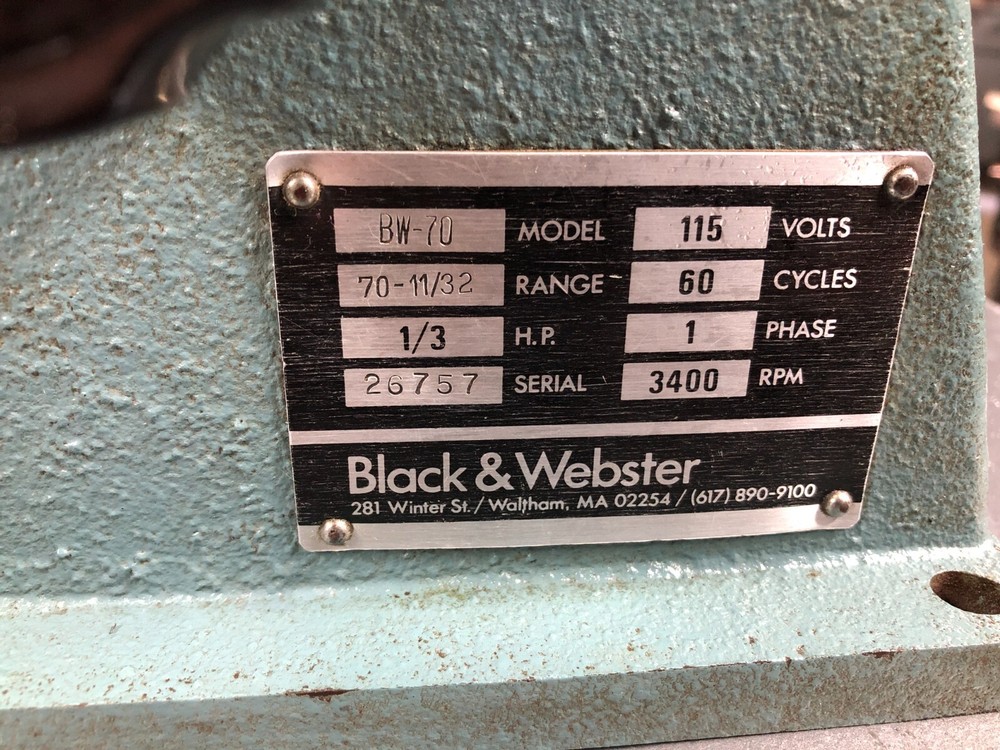 BW-70 MODEL 115 VOLTS
70-11/32 RANGE 60 CYCLES
1/3 H.P. 1 PHASE
26757 SERIAL 3400 RPM
Black & Webster
281 Winter St. / Waltham, MA 02254 / (617) 890-9100